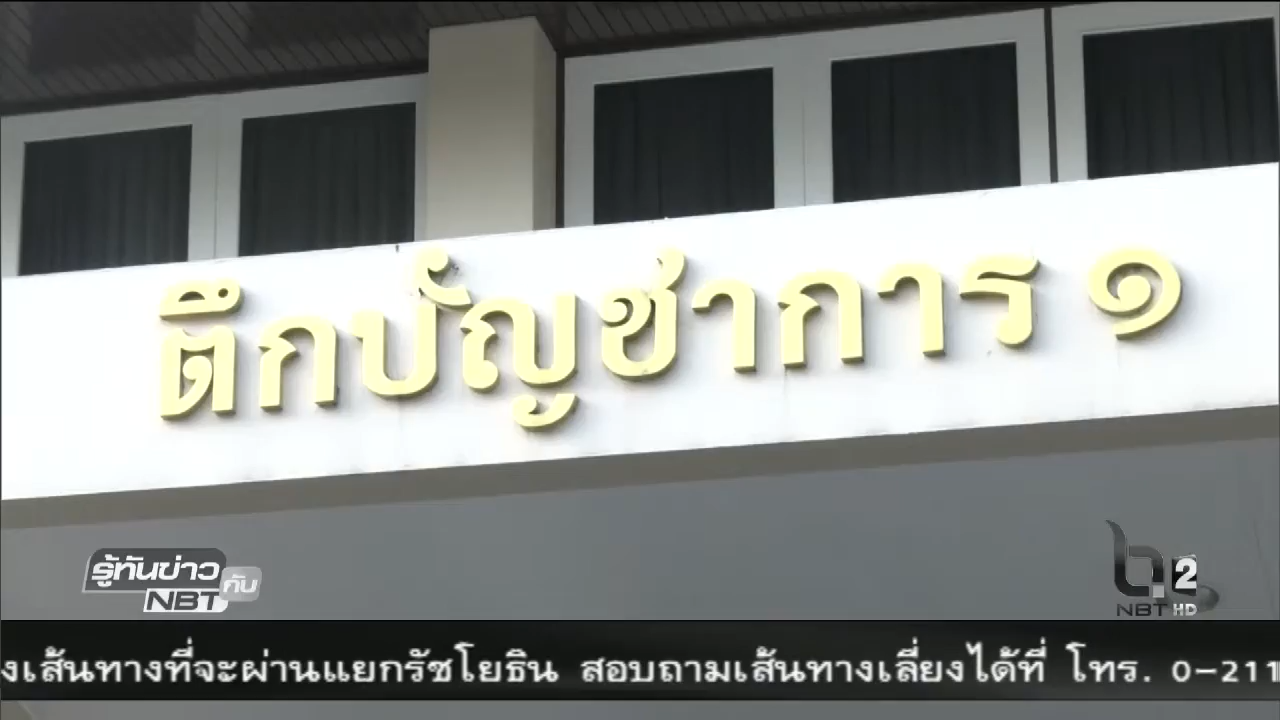 ตึกบัญชาการ ๑
รู้ทันข่าว
กับ
NBT
2
NBT HD
งเส้นทางที่จะผ่านแยกรัชโยธิน สอบถามเส้นทางเลี่ยงได้ที่ โทร. 0-211